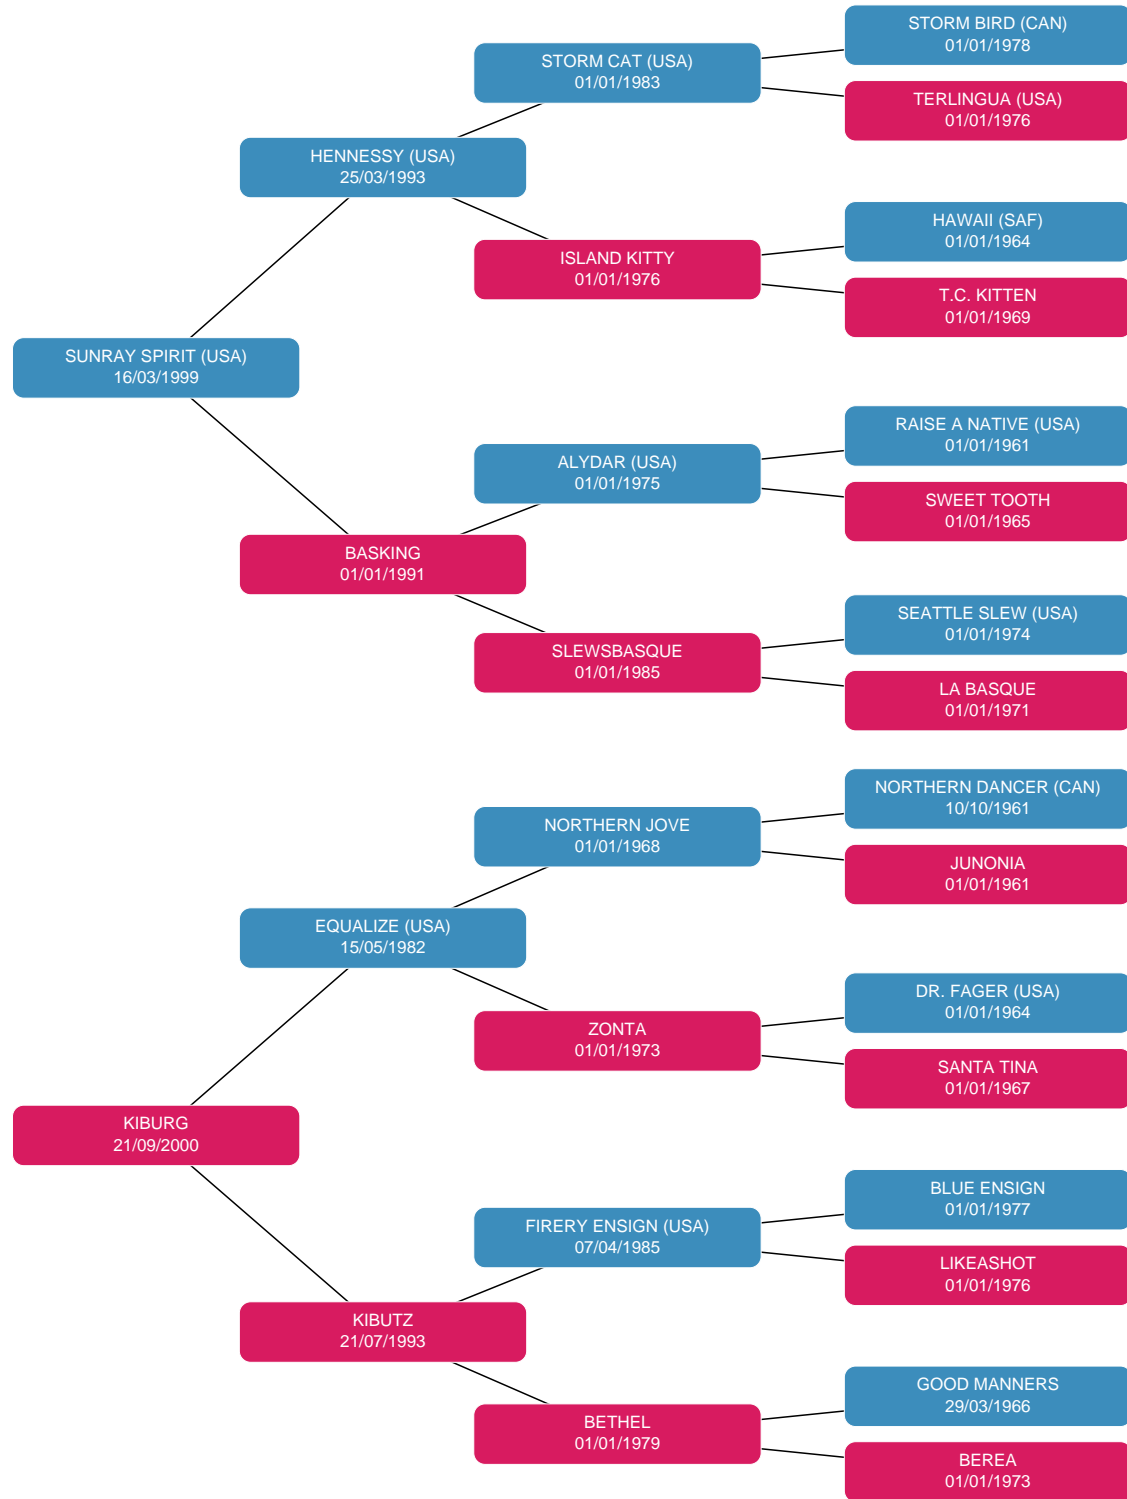 STORM BIRD (CAN)
01/01/1978
STORM CAT (USA)
01/01/1983
TERLINGUA (USA)
01/01/1976
HENNESSY (USA)
25/03/1993
HAWAII (SAF)
01/01/1964
ISLAND KITTY
01/01/1976
T.C. KITTEN
01/01/1969
SUNRAY SPIRIT (USA)
16/03/1999
RAISE A NATIVE (USA)
01/01/1961
ALYDAR (USA)
01/01/1975
SWEET TOOTH
01/01/1965
BASKING
01/01/1991
SEATTLE SLEW (USA)
01/01/1974
SLEWSBASQUE
01/01/1985
LA BASQUE
01/01/1971
NORTHERN DANCER (CAN)
10/10/1961
NORTHERN JOVE
01/01/1968
JUNONIA
01/01/1961
EQUALIZE (USA)
15/05/1982
DR. FAGER (USA)
01/01/1964
ZONTA
01/01/1973
SANTA TINA
01/01/1967
KIBURG
21/09/2000
BLUE ENSIGN
01/01/1977
FIRERY ENSIGN (USA)
07/04/1985
LIKEASHOT
01/01/1976
KIBUTZ
21/07/1993
GOOD MANNERS
29/03/1966
BETHEL
01/01/1979
BEREA
01/01/1973